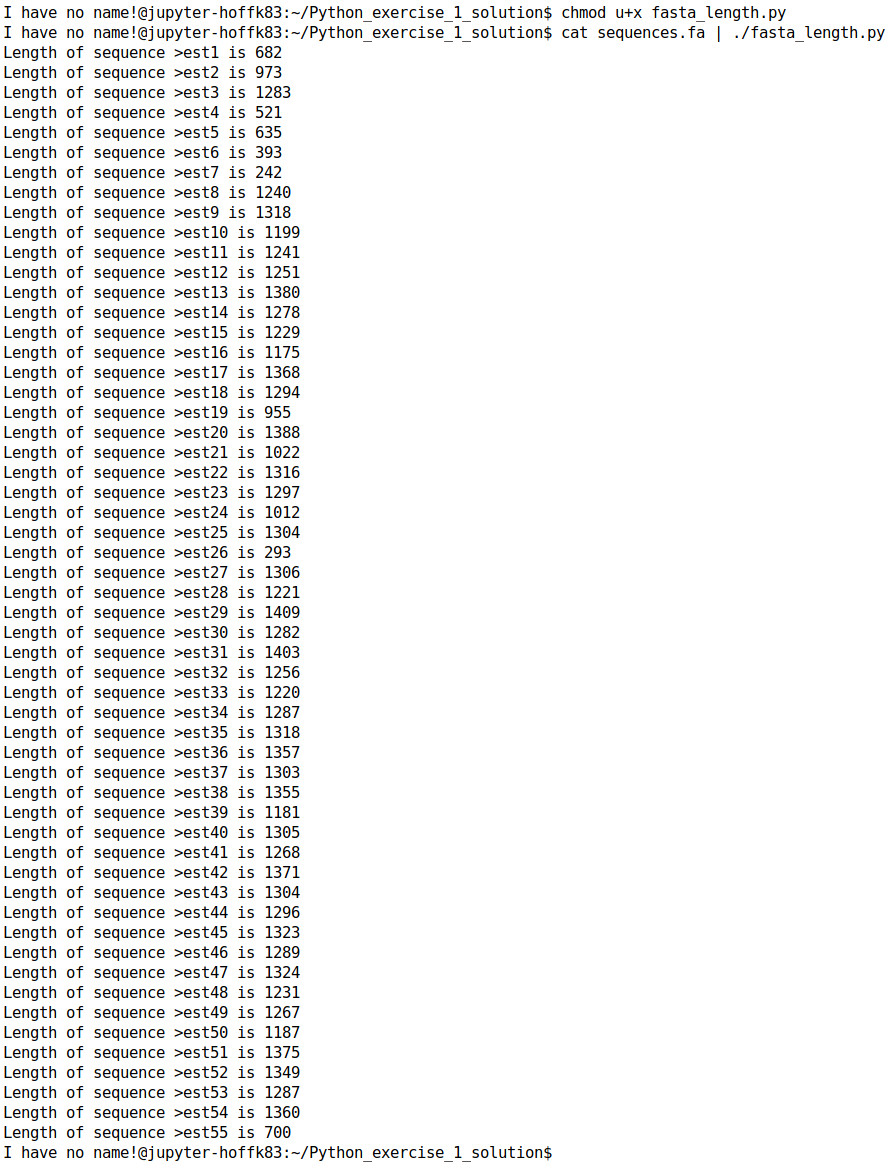 I have no name!@jupyter-hoffk83:~/Python_exercise_1_solution$ chmod u+x fasta_length.py
I have no name!@jupyter-hoffk83:~/Python_exercise_1_solution$ cat sequences.fa | ./fasta_length.py
Length of sequence >est1 is 682
Length of sequence >est2 is 973
Length of sequence >est3 is 1283
Length of sequence >est4 is 521
Length of sequence >est5 is 635
Length of sequence >est6 is 393
Length of sequence >est7 is 242
Length of sequence >est8 is 1240
Length of sequence >est9 is 1318
Length of sequence >est10 is 1199
Length of sequence >est11 is 1241
Length of sequence >est12 is 1251
Length of sequence >est13 is 1380
Length of sequence >est14 is 1278
Length of sequence >est15 is 1229
Length of sequence >est16 is 1175
Length of sequence >est17 is 1368
Length of sequence >est18 is 1294
Length of sequence >est19 is 955
Length of sequence >est20 is 1388
Length of sequence >est21 is 1022
Length of sequence >est22 is 1316
Length of sequence >est23 is 1297
Length of sequence >est24 is 1012
Length of sequence >est25 is 1304
Length of sequence >est26 is 293
Length of sequence >est27 is 1306
Length of sequence >est28 is 1221
Length of sequence >est29 is 1409
Length of sequence >est30 is 1282
Length of sequence >est31 is 1403
Length of sequence >est32 is 1256
Length of sequence >est33 is 1220
Length of sequence >est34 is 1287
Length of sequence >est35 is 1318
Length of sequence >est36 is 1357
Length of sequence >est37 is 1303
Length of sequence >est38 is 1355
Length of sequence >est39 is 1181
Length of sequence >est40 is 1305
Length of sequence >est41 is 1268
Length of sequence >est42 is 1371
Length of sequence >est43 is 1304
Length of sequence >est44 is 1296
Length of sequence >est45 is 1323
Length of sequence >est46 is 1289
Length of sequence >est47 is 1324
Length of sequence >est48 is 1231
Length of sequence >est49 is 1267
Length of sequence >est50 is 1187
Length of sequence >est51 is 1375
Length of sequence >est52 is 1349
Length of sequence >est53 is 1287
Length of sequence >est54 is 1360
Length of sequence >est55 is 700
I have no name!@jupyter-hoffk83:~/Python_exercise_1_solution$